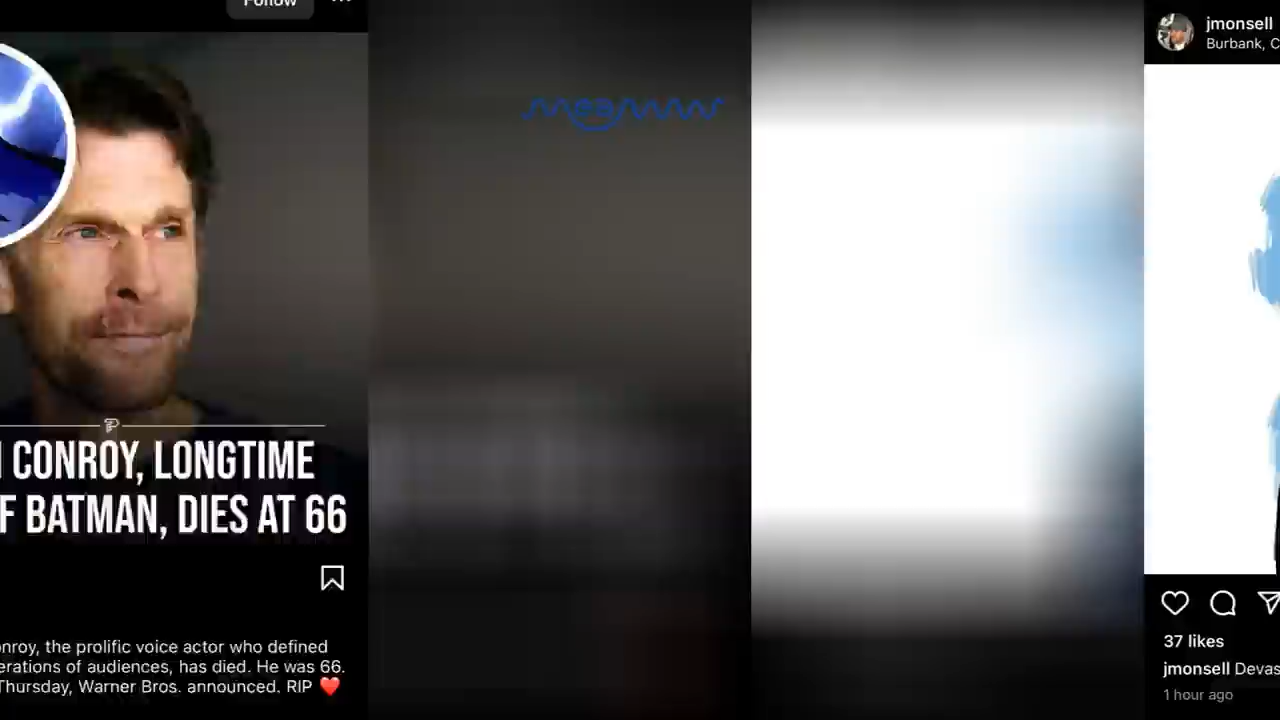 Follow
CONROY, LONGTIME
F BATMAN, DIES AT 66
onroy, the prolific voice actor who defined
erations of audiences, has died. He was 66.
Thursday, Warner Bros. announced. RIP ❤️
jmonsell
Burbank, C
37 likes
jmonsell Devas
1 hour ago